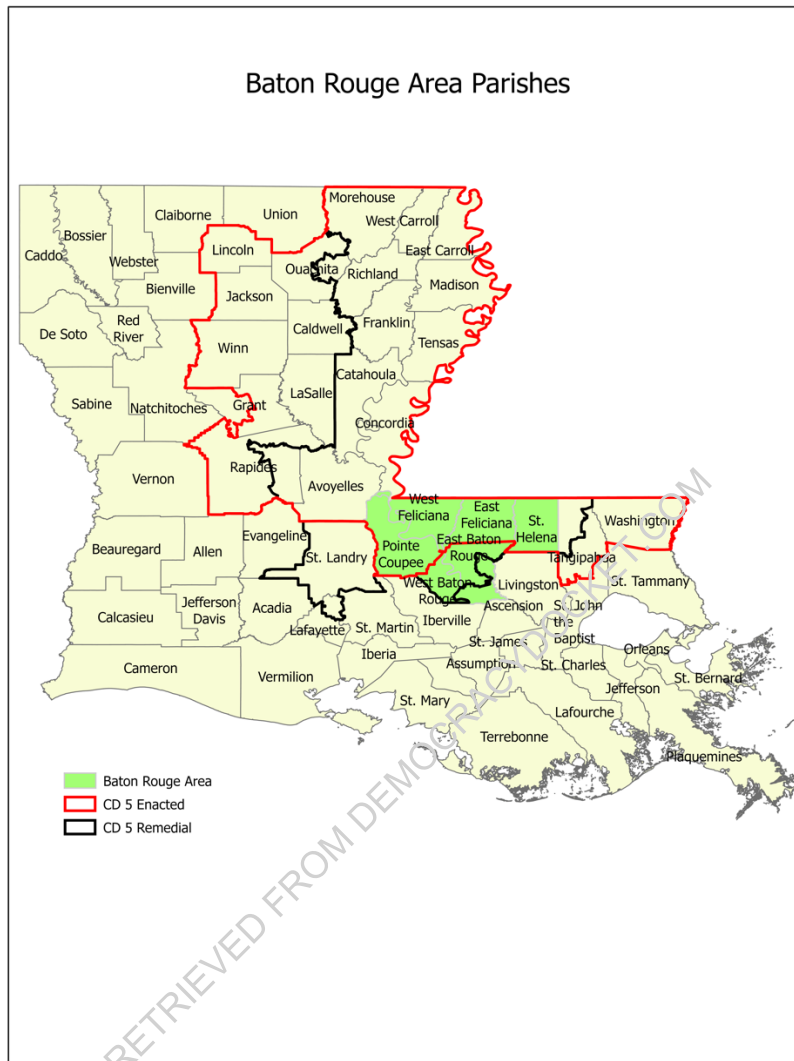 Baton Rouge Area Parishes
Morehouse
Union
Claiborne
West Carroll
Bossier
Lincoln
East Carroll
Caddo
Webster
Ouachita
Richland
Madison
Bienville
Jackson
Franklin
Red
River
Caldwell
De Soto
Tensas
Winn
Catahoula
LaSalle
Sabine
Natchitoches
Grant
Concordia
Rapides
Vernon
Avoyelles
West
Feliciana
East
Feliciana
St.
Helena
Washington
Evangeline
East Baton
Rouge
Beauregard
Allen
St. Landry
Pointe
Coupee
Tangipahoa
West Baton
Rouge
Livingston
St. Tammany
Jefferson
Davis
Acadia
Ascension
St. John
the
Baptist
Calcasieu
Lafayette
St. Martin
Iberville
St. James
Orleans
Iberia
Assumption
St. Charles
St. Bernard
Cameron
Vermilion
Jefferson
St. Mary
Lafourche
Terrebonne
Plaquemines
Baton Rouge Area
CD 5 Enacted
CD 5 Remedial
RETRIEVED FROM DEMOCRACYDOCKET.COM